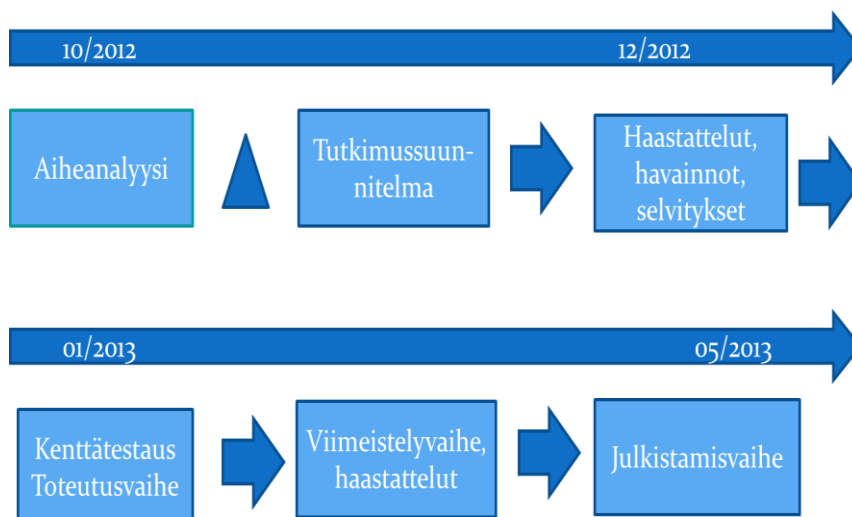 10/2012 12/2012
Aiheanalyysi
Tutkimussuun-
nitelma
Haastattelut,
havainnot,
selvitykset
01/2013 05/2013
Kenttätestaus
Toteutusvaihe
Viimeistelyvaihe,
haastattelut
Julkistamisvaihe